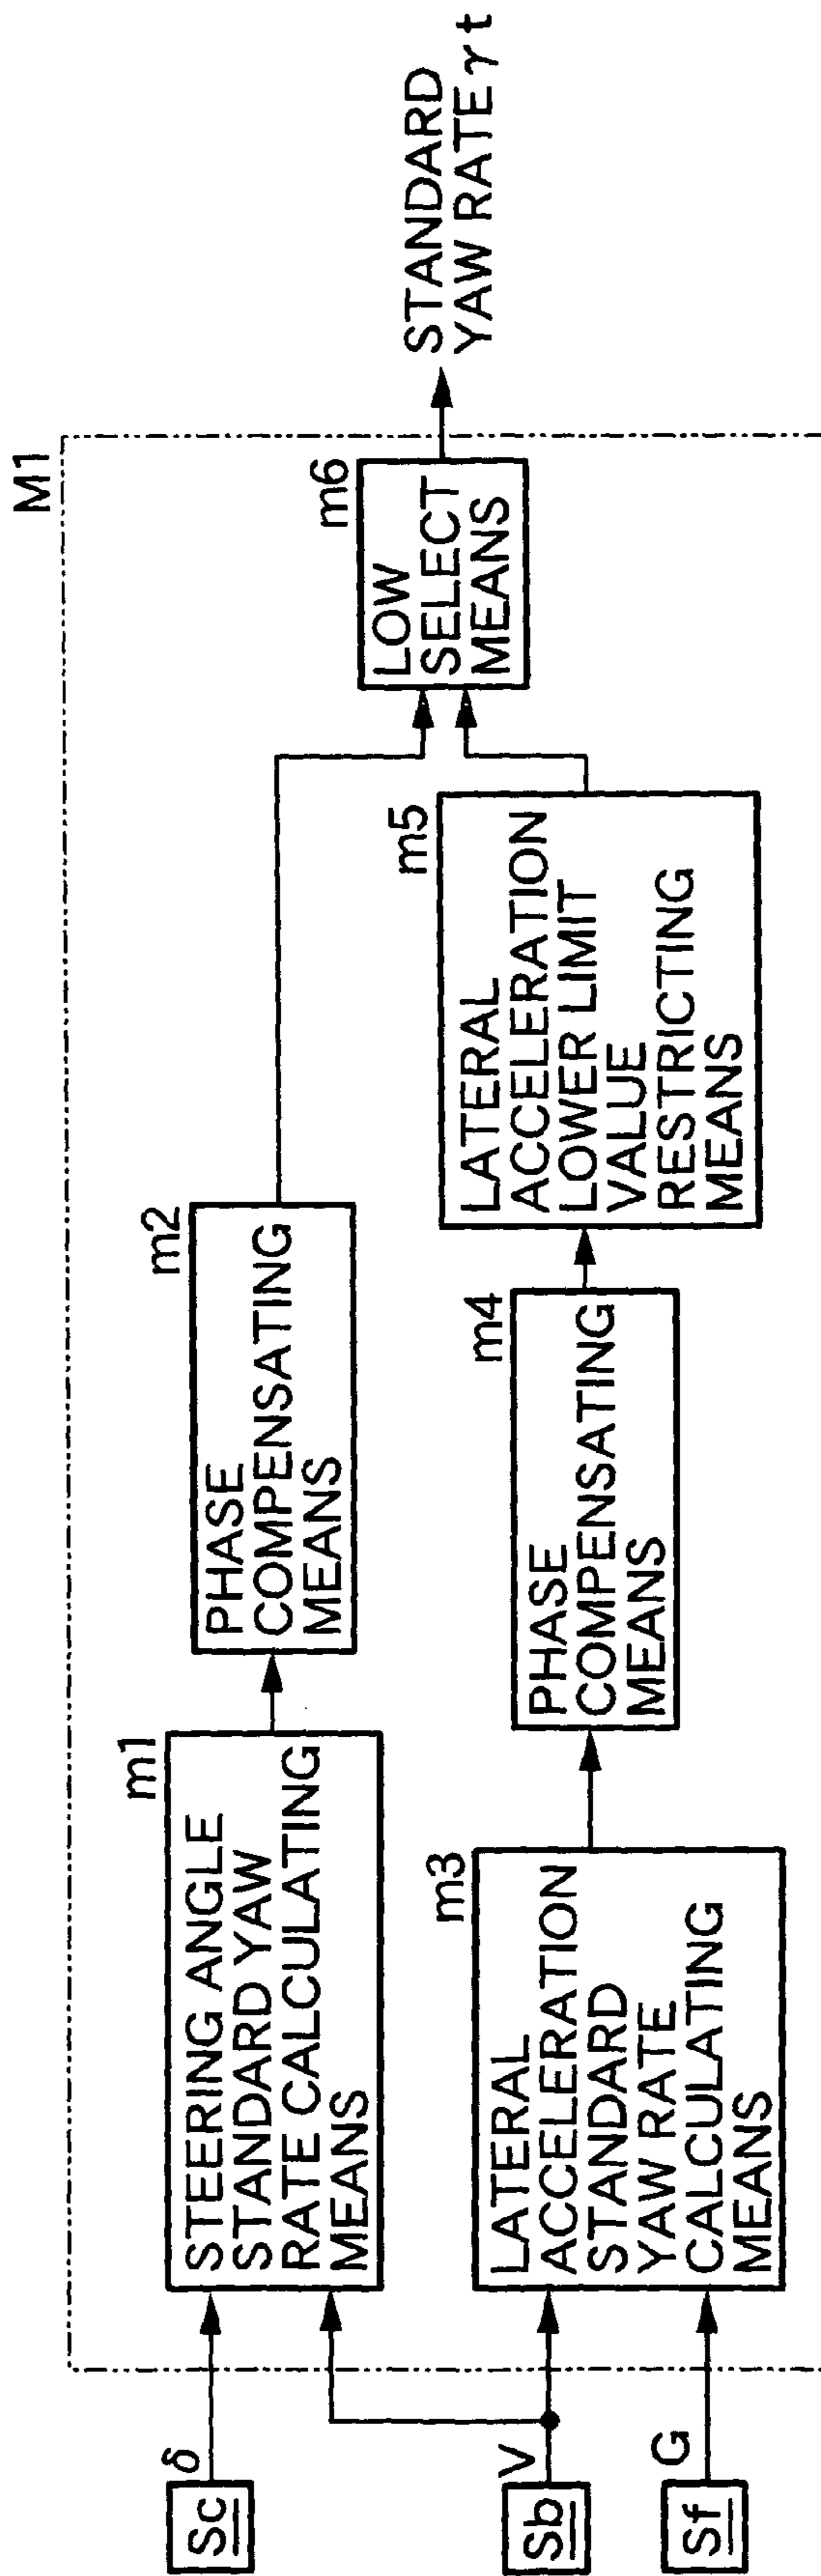 M1
Sc
δ
m1
STEERING ANGLE
STANDARD YAW
RATE CALCULATING
MEANS
m2
PHASE
COMPENSATING
MEANS
Sb
V
Sf
G
m3
LATERAL
ACCELERATION
STANDARD
YAW RATE
CALCULATING
MEANS
m4
PHASE
COMPENSATING
MEANS
m5
LATERAL
ACCELERATION
LOWER LIMIT
VALUE
RESTRICTING
MEANS
m6
LOW
SELECT
MEANS
STANDARD
YAW RATE γt